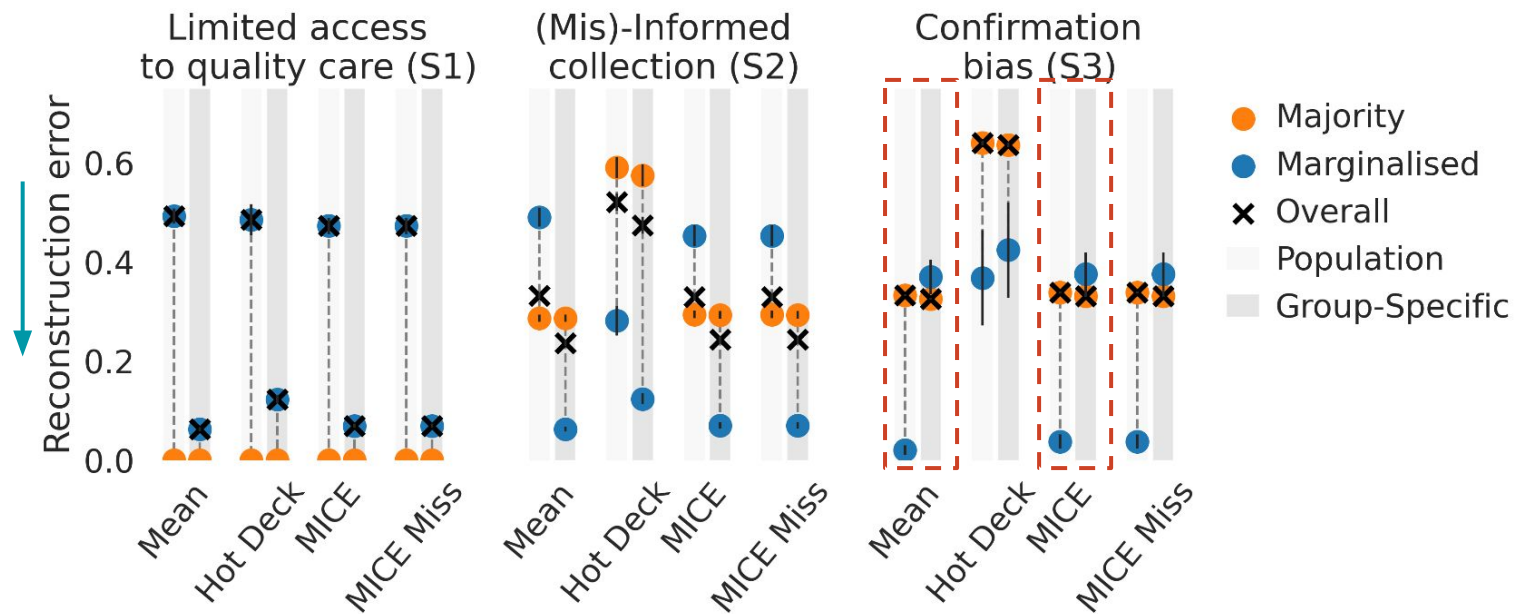 Limited access
to quality care (S1)
(Mis)-Informed
collection (S2)
Confirmation
bias (S3)
Reconstruction error
0.6
0.4
0.2
0.0
Mean
Hot Deck
MICE
MICE Miss
Mean
Hot Deck
MICE
MICE Miss
Mean
Hot Deck
MICE
MICE Miss
Majority
Marginalised
Overall
Population
Group-Specific